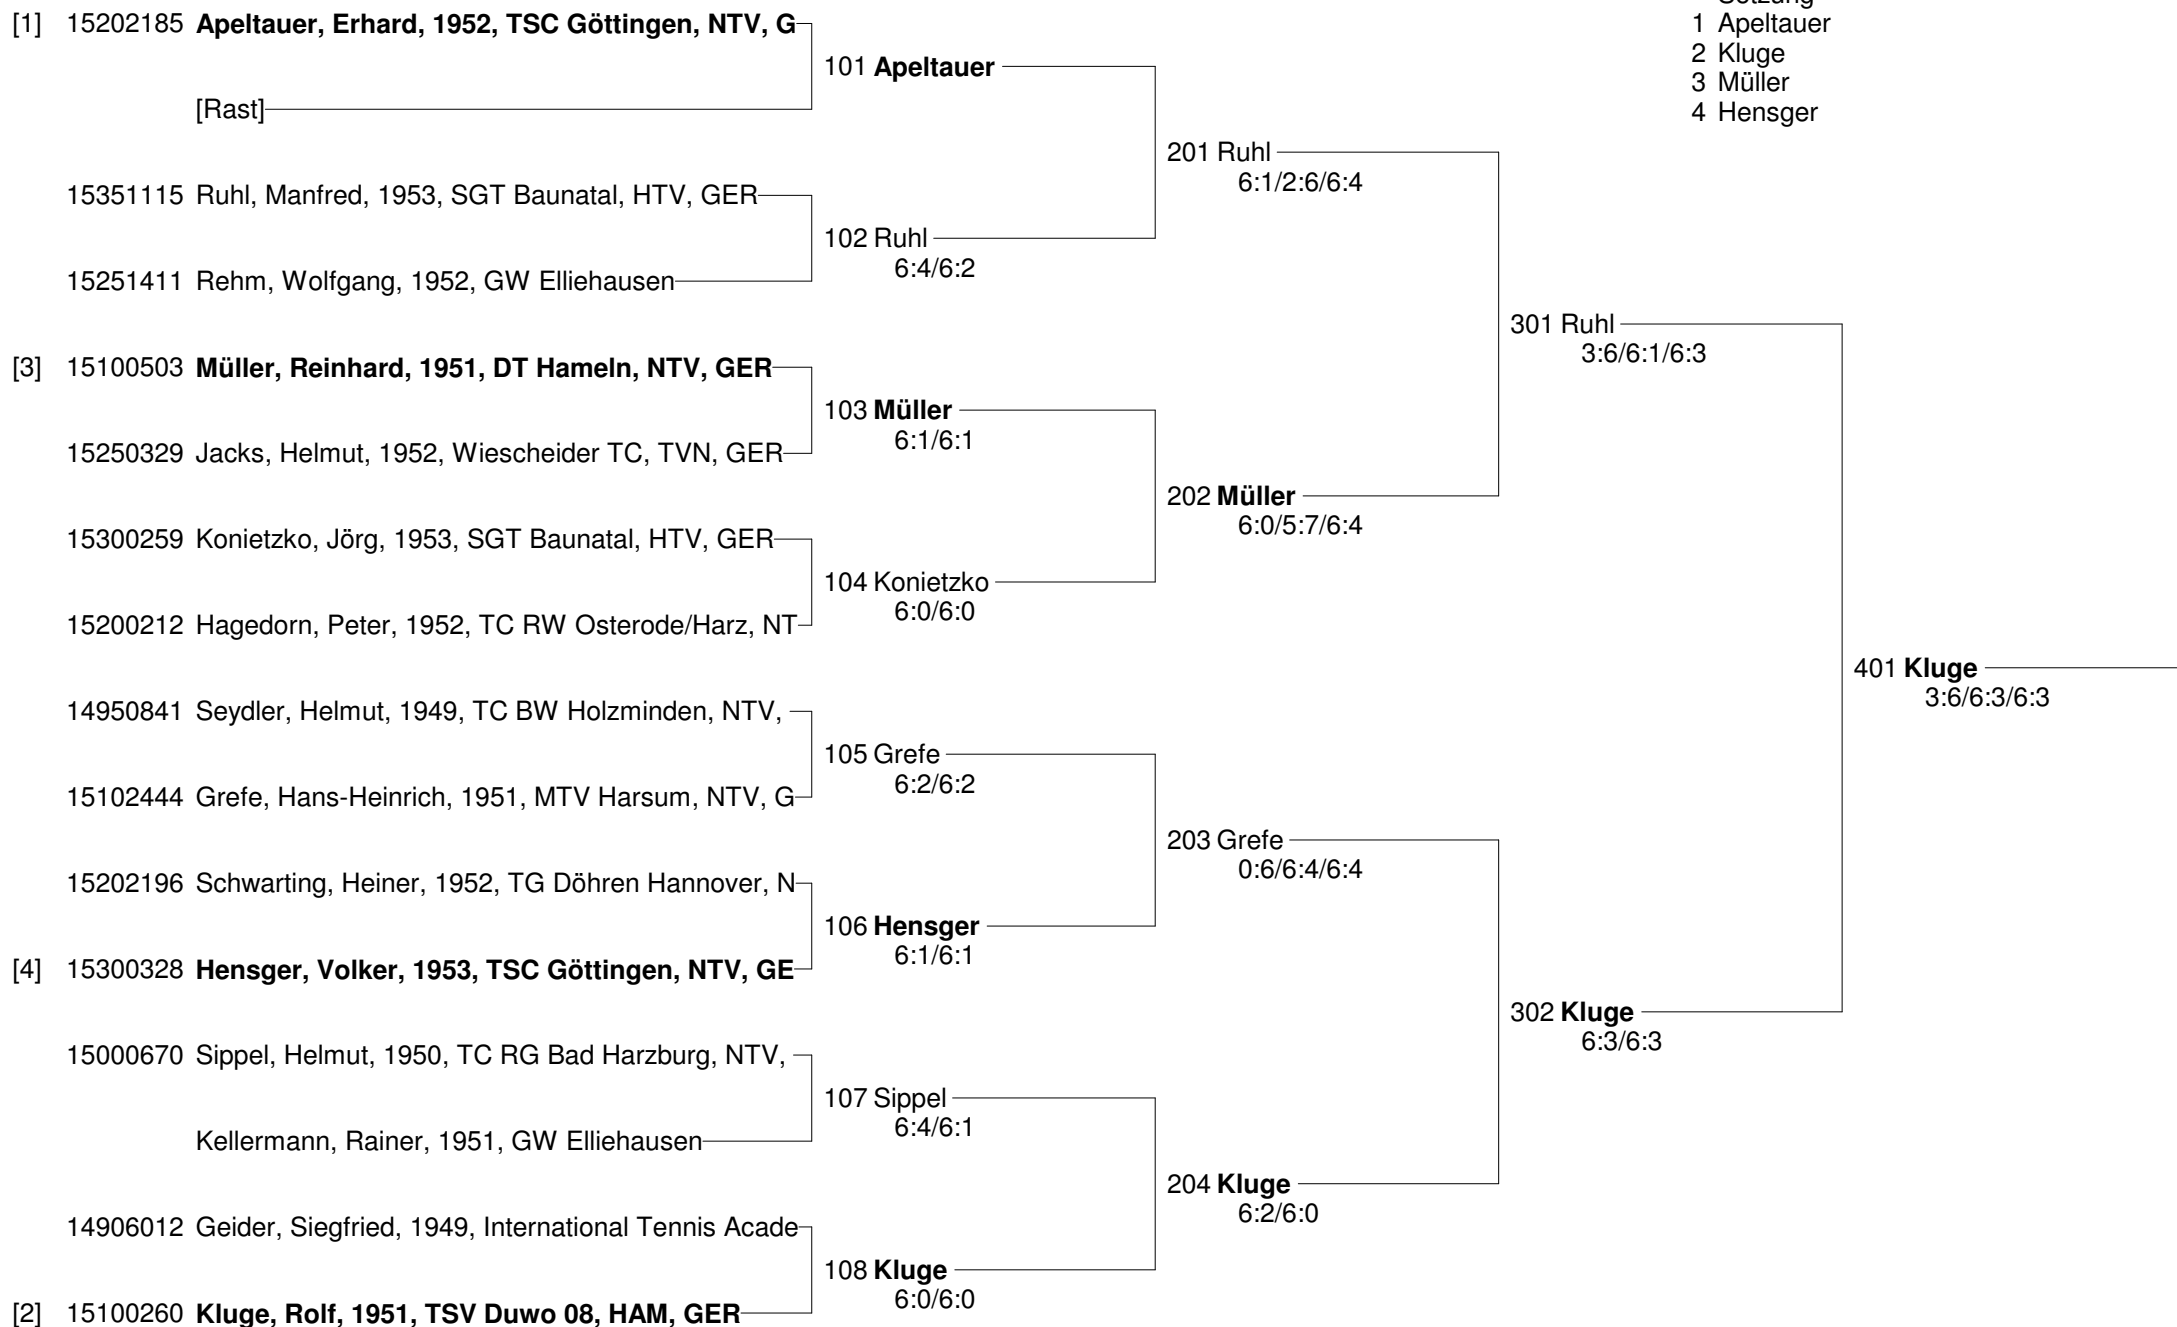 Setzung
1 Apeltauer
2 Kluge
3 Müller
4 Hensger
[1] 15202185 Apeltauer, Erhard, 1952, TSC Göttingen, NTV, G
101 Apeltauer
[Rast]
201 Ruhl
6:1/2:6/6:4
15351115 Ruhl, Manfred, 1953, SGT Baunatal, HTV, GER
102 Ruhl
6:4/6:2
15251411 Rehm, Wolfgang, 1952, GW Elliehausen
301 Ruhl
3:6/6:1/6:3
[3] 15100503 Müller, Reinhard, 1951, DT Hameln, NTV, GER
103 Müller
6:1/6:1
15250329 Jacks, Helmut, 1952, Wiescheider TC, TVN, GER
202 Müller
6:0/5:7/6:4
15300259 Konietzko, Jörg, 1953, SGT Baunatal, HTV, GER
104 Konietzko
6:0/6:0
15200212 Hagedorn, Peter, 1952, TC RW Osterode/Harz, NT
401 Kluge
3:6/6:3/6:3
14950841 Seydler, Helmut, 1949, TC BW Holzminden, NTV,
105 Grefe
6:2/6:2
15102444 Grefe, Hans-Heinrich, 1951, MTV Harsum, NTV, G
203 Grefe
0:6/6:4/6:4
15202196 Schwarting, Heiner, 1952, TG Döhren Hannover, N
106 Hensger
6:1/6:1
[4] 15300328 Hensger, Volker, 1953, TSC Göttingen, NTV, GE
302 Kluge
6:3/6:3
15000670 Sippel, Helmut, 1950, TC RG Bad Harzburg, NTV,
107 Sippel
6:4/6:1
Kellermann, Rainer, 1951, GW Elliehausen
204 Kluge
6:2/6:0
14906012 Geider, Siegfried, 1949, International Tennis Acade
108 Kluge
6:0/6:0
[2] 15100260 Kluge, Rolf, 1951, TSV Duwo 08, HAM, GER